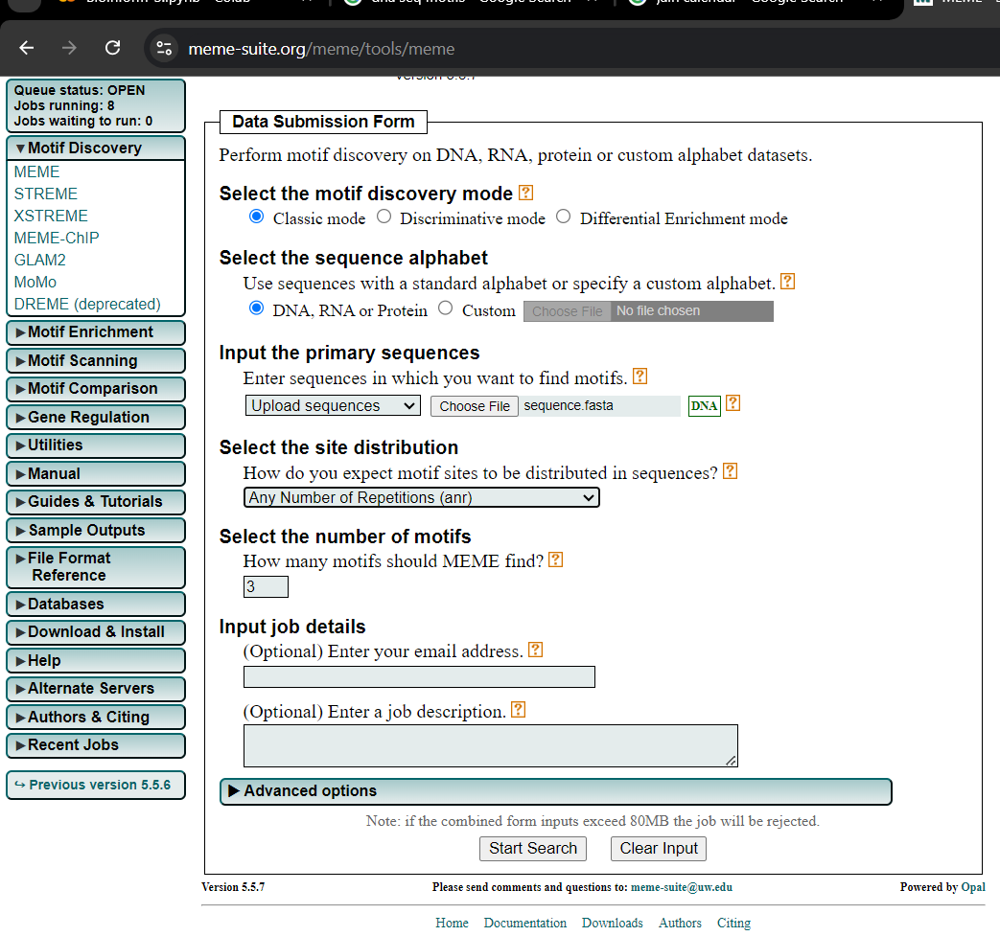 meme-suite.org/meme/tools/meme
Version 5.5.7
Queue status: OPEN
Jobs running: 8
Jobs waiting to run: 0
▼Motif Discovery
MEME
STREME
XSTREME
MEME-ChIP
GLAM2
MoMo
DREME (deprecated)
►Motif Enrichment
►Motif Scanning
►Motif Comparison
►Gene Regulation
►Utilities
►Manual
►Guides & Tutorials
►Sample Outputs
►File Format
Reference
►Databases
►Download & Install
►Help
►Alternate Servers
►Authors & Citing
►Recent Jobs
↪ Previous version 5.5.6
Data Submission Form
Perform motif discovery on DNA, RNA, protein or custom alphabet datasets.
Select the motif discovery mode ?
Classic mode Discriminative mode Differential Enrichment mode
Select the sequence alphabet
Use sequences with a standard alphabet or specify a custom alphabet. ?
DNA, RNA or Protein Custom Choose File No file chosen
Input the primary sequences
Enter sequences in which you want to find motifs. ?
Upload sequences Choose File sequence.fasta DNA ?
Select the site distribution
How do you expect motif sites to be distributed in sequences? ?
Any Number of Repetitions (anr)
Select the number of motifs
How many motifs should MEME find? ?
3
Input job details
(Optional) Enter your email address. ?
(Optional) Enter a job description. ?
► Advanced options
Note: if the combined form inputs exceed 80MB the job will be rejected.
Start Search Clear Input
Version 5.5.7 Please send comments and questions to: meme-suite@uw.edu Powered by Opal
Home Documentation Downloads Authors Citing